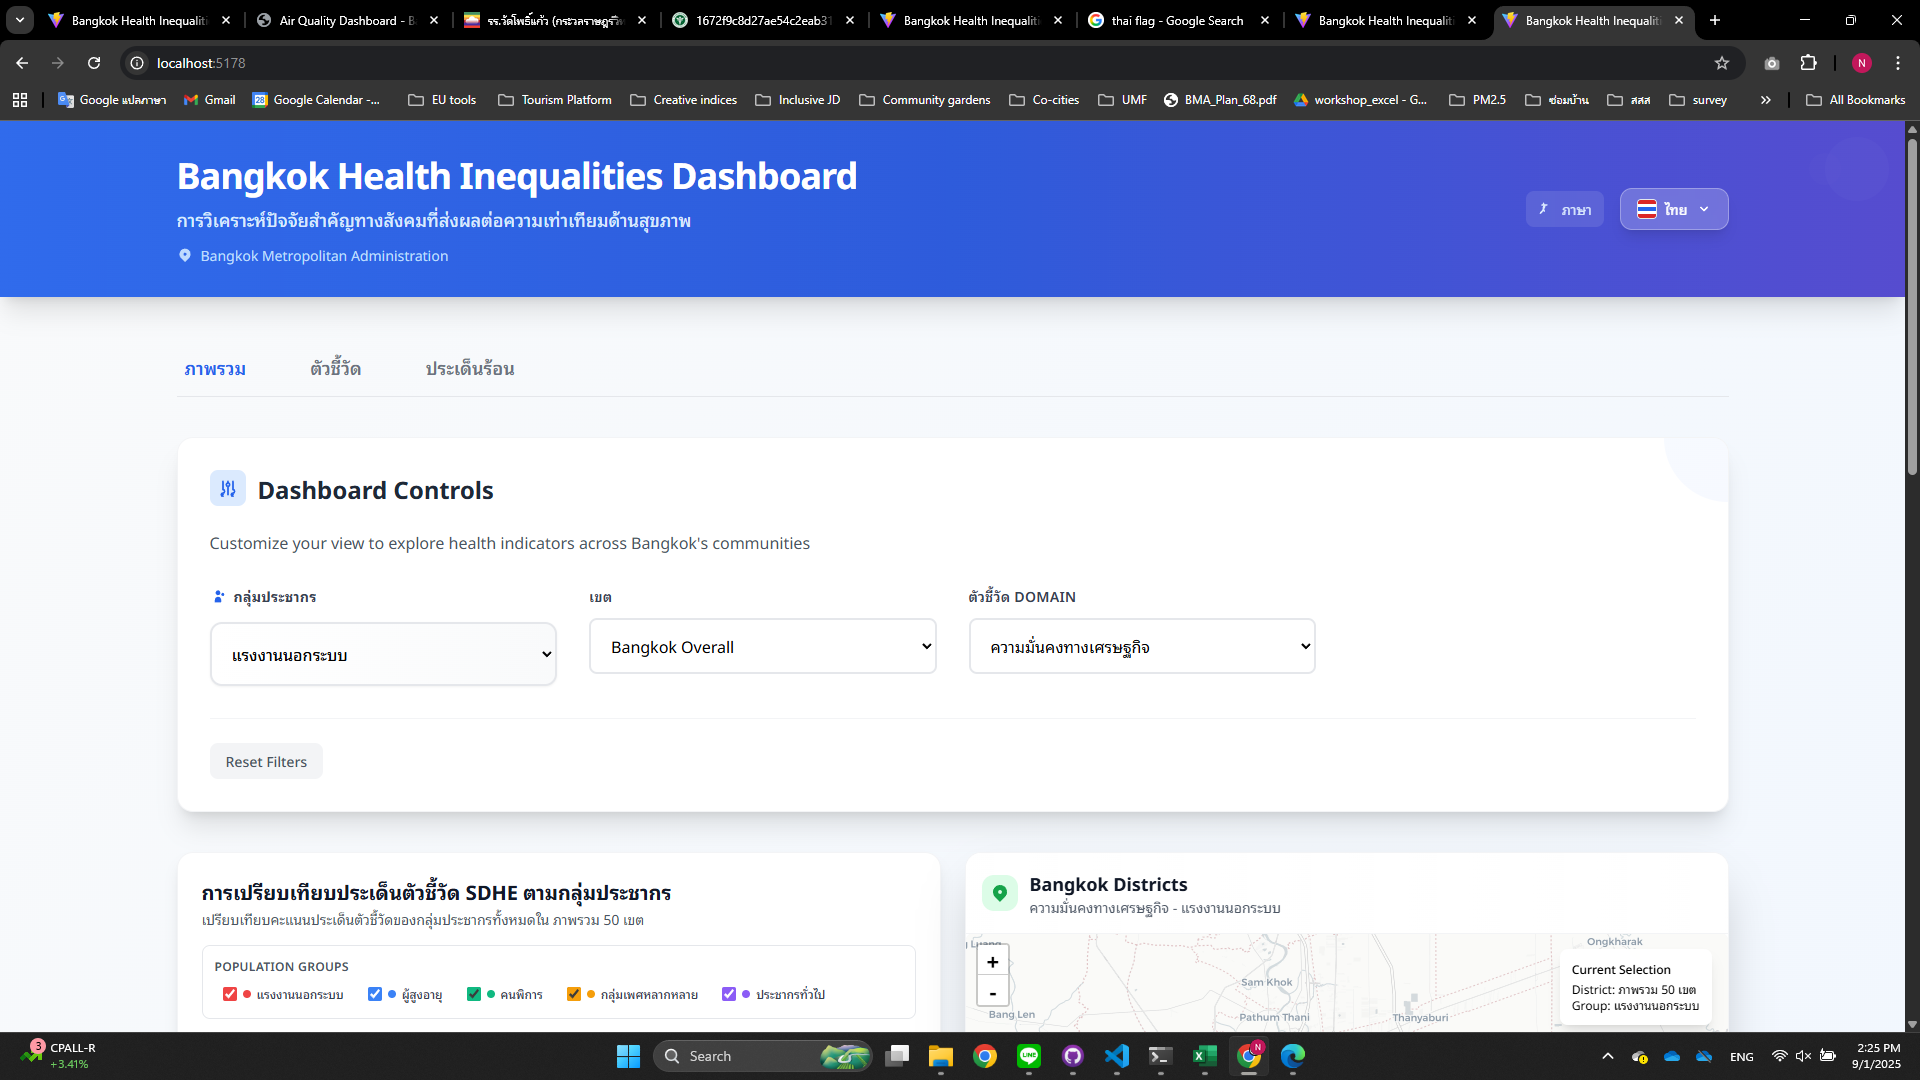 Bangkok Health Inequaliti
Air Quality Dashboard - B
1672f9c8d27ae54c2eab31
Bangkok Health Inequaliti
thai flag - Google Search
Bangkok Health Inequaliti
Bangkok Health Inequaliti
localhost:5178
N
Google แปลภาษา
Gmail
Google Calendar -...
EU tools
Tourism Platform
Creative indices
Inclusive JD
Community gardens
Co-cities
UMF
BMA_Plan_68.pdf
workshop_excel - G...
PM2.5
ซ่อมบ้าน
สสส
survey
All Bookmarks
Bangkok Health Inequalities Dashboard
การวิเคราะห์ปัจจัยสำคัญทางสังคมที่ส่งผลต่อความเท่าเทียมด้านสุขภาพ
Bangkok Metropolitan Administration
ภาษา
ไทย
ภาพรวม
ตัวชี้วัด
ประเด็นร้อน
Dashboard Controls
Customize your view to explore health indicators across Bangkok's communities
กลุ่มประชากร
เขต
ตัวชี้วัด DOMAIN
แรงงานนอกระบบ
Bangkok Overall
ความมั่นคงทางเศรษฐกิจ
Reset Filters
การเปรียบเทียบประเด็นตัวชี้วัด SDHE ตามกลุ่มประชากร
เปรียบเทียบคะแนนประเด็นตัวชี้วัดของกลุ่มประชากรทั้งหมดใน ภาพรวม 50 เขต
POPULATION GROUPS
แรงงานนอกระบบ
ผู้สูงอายุ
คนพิการ
กลุ่มเพศหลากหลาย
ประชากรทั่วไป
Bangkok Districts
ความมั่นคงทางเศรษฐกิจ - แรงงานนอกระบบ
+
-
Ongkharak
Sam Khok
Bang Len
Pathum Thani
Thanyaburi
Current Selection
District: ภาพรวม 50 เขต
Group: แรงงานนอกระบบ
3
CPALL-R
+3.41%
Search
ENG
2:25 PM
9/1/2025